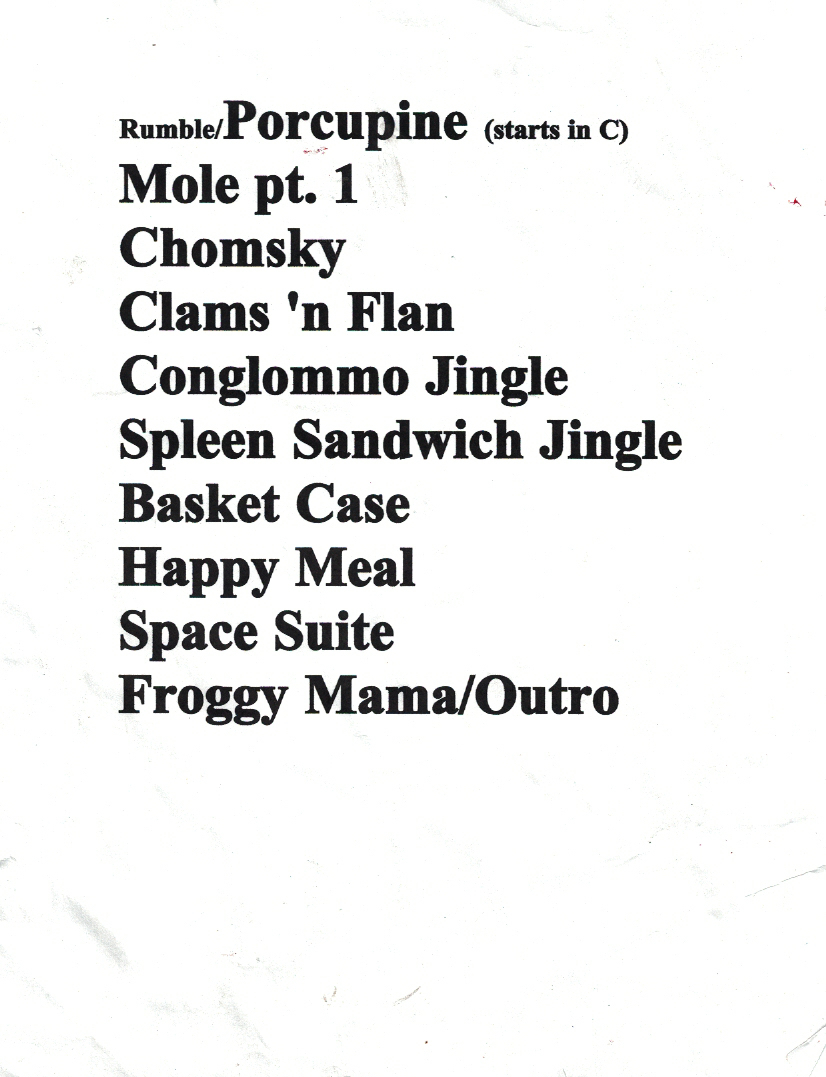 Rumble/Porcupine (starts in C)
Mole pt. 1
Chomsky
Clams 'n Flan
Conglommo Jingle
Spleen Sandwich Jingle
Basket Case
Happy Meal
Space Suite
Froggy Mama/Outro